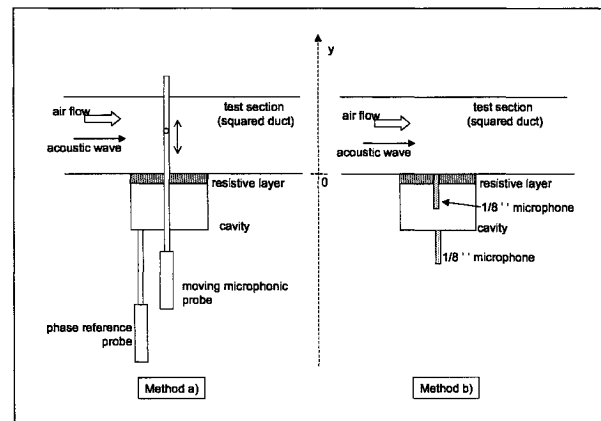 y
air flow
test section
(squared duct)
acoustic wave
resistive layer
cavity
moving microphonic
probe
phase reference
probe
Method a)
0
air flow
test section
(squared duct)
acoustic wave
resistive layer
1/8 ' ' microphone
cavity
1/8 ' ' microphone
Method b)